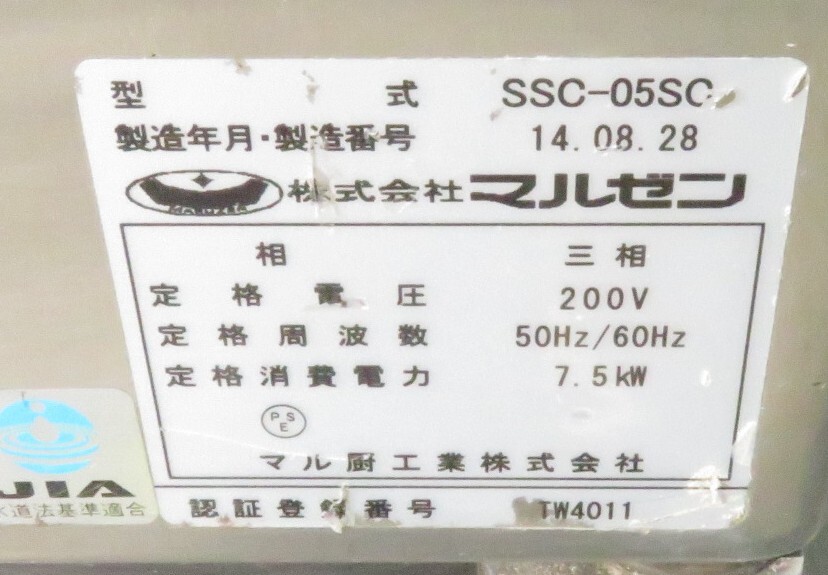 型式 SSC-05SC
製造年月・製造番号 14.08.28
MARUZEN 株式会社マルゼン
相 三相
定格電圧 200V
定格周波数 50Hz/60Hz
定格消費電力 7.5kW
PSE
マル厨工業株式会社
認証登録番号 TW4011
JIA
水道法基準適合